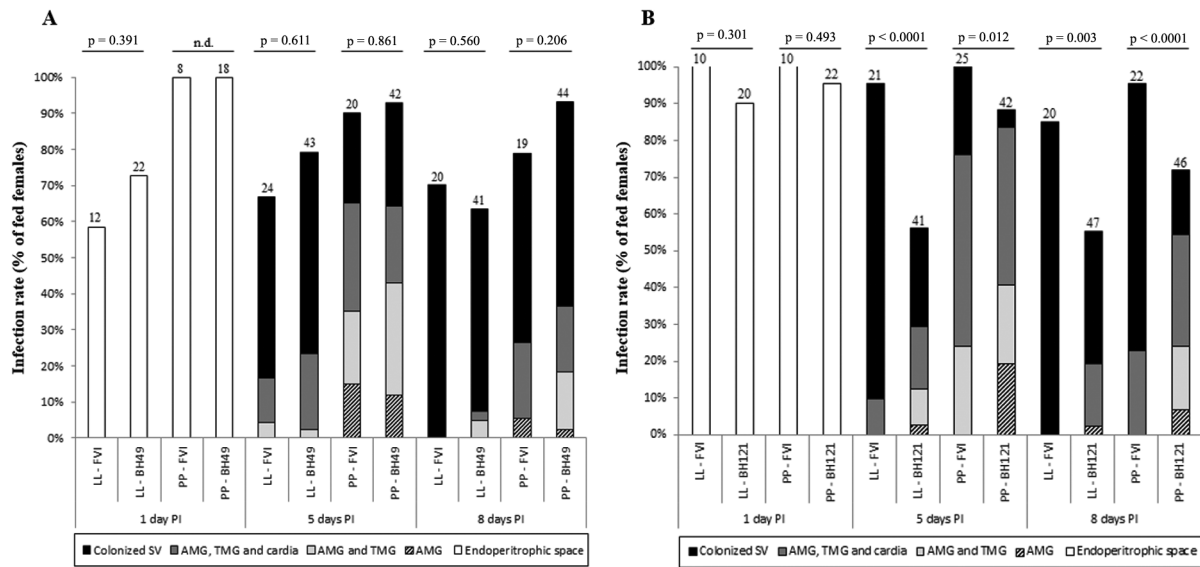 A
p = 0.391
n.d.
p = 0.611
p = 0.861
p = 0.560
p = 0.206
Infection rate (% of fed females)
100%
90%
80%
70%
60%
50%
40%
30%
20%
10%
0%
12
22
8
18
24
43
20
42
20
41
19
44
LL - FVI
LL - BH49
PP - FVI
PP - BH49
LL - FVI
LL - BH49
PP - FVI
PP - BH49
LL - FVI
LL - BH49
PP - FVI
PP - BH49
1 day PI
5 days PI
8 days PI
Colonized SV
AMG, TMG and cardia
AMG and TMG
AMG
Endoperitrophic space
B
p = 0.301
p = 0.493
p < 0.0001
p = 0.012
p = 0.003
p < 0.0001
Infection rate (% of fed females)
100%
90%
80%
70%
60%
50%
40%
30%
20%
10%
0%
10
20
10
22
21
41
25
42
20
47
22
46
LL - FVI
LL - BH121
PP - FVI
PP - BH121
LL - FVI
LL - BH121
PP - FVI
PP - BH121
LL - FVI
LL - BH121
PP - FVI
PP - BH121
1 day PI
5 days PI
8 days PI
Colonized SV
AMG, TMG and cardia
AMG and TMG
AMG
Endoperitrophic space